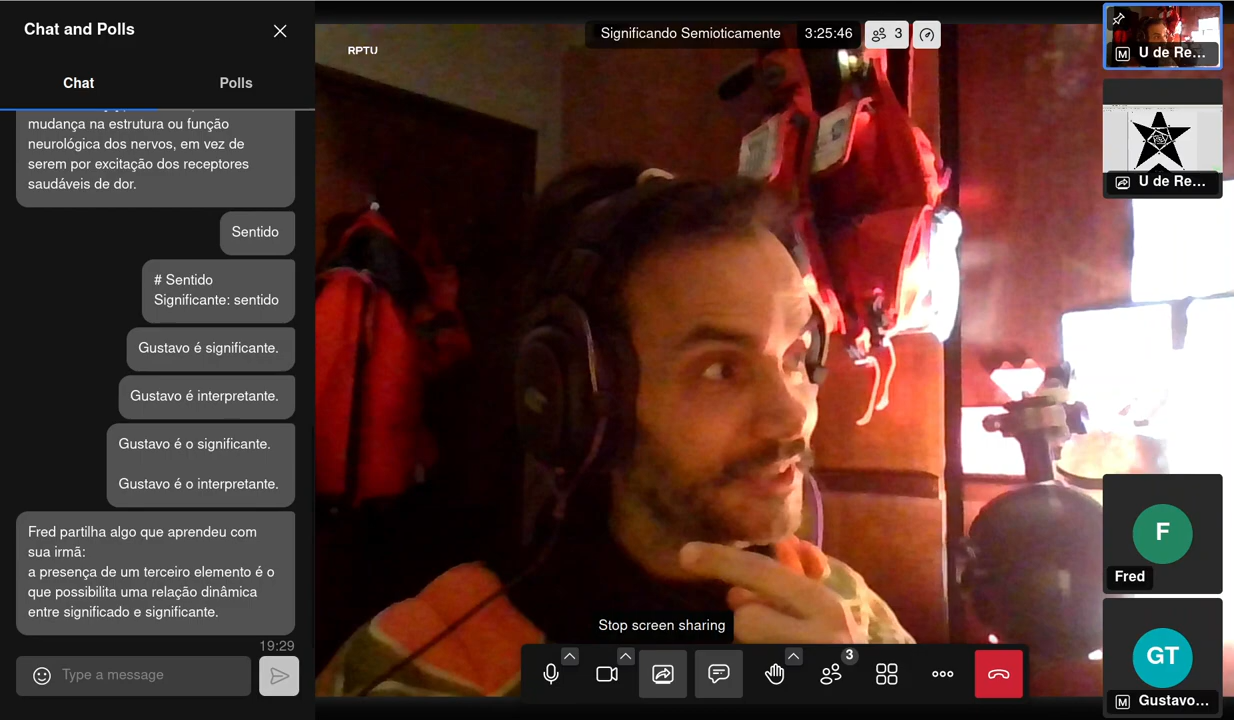 Chat and Polls
Chat
Polls
mudança na estrutura ou função
neurológica dos nervos, em vez de
serem por excitação dos receptores
saudáveis de dor.
Sentido
# Sentido
Significante: sentido
Gustavo é significante.
Gustavo é interpretante.
Gustavo é o significante.
Gustavo é o interpretante.
Fred partilha algo que aprendeu com
sua irmã:
a presença de um terceiro elemento é o
que possibilita uma relação dinâmica
entre significado e significante.
19:29
Type a message
RPTU
Significando Semioticamente
3:25:46
3
Stop screen sharing
3
M
U de Re...
U de Re...
F
Fred
GT
M
Gustavo...